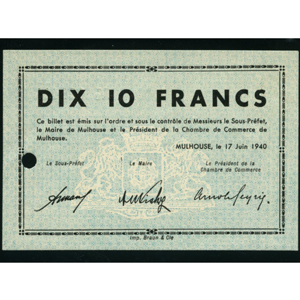 DIX 10 FRANCS
Ce billet est émis sur l'ordre et sous le contrôle de Messieurs le Sous-Préfet,
le Maire de Mulhouse et le Président de la Chambre de Commerce de
Mulhouse.
MULHOUSE, le 17 Juin 1940
Le Sous-Préfet Le Maire Le Président de la
Chambre de Commerce
Imp. Braun & Cie